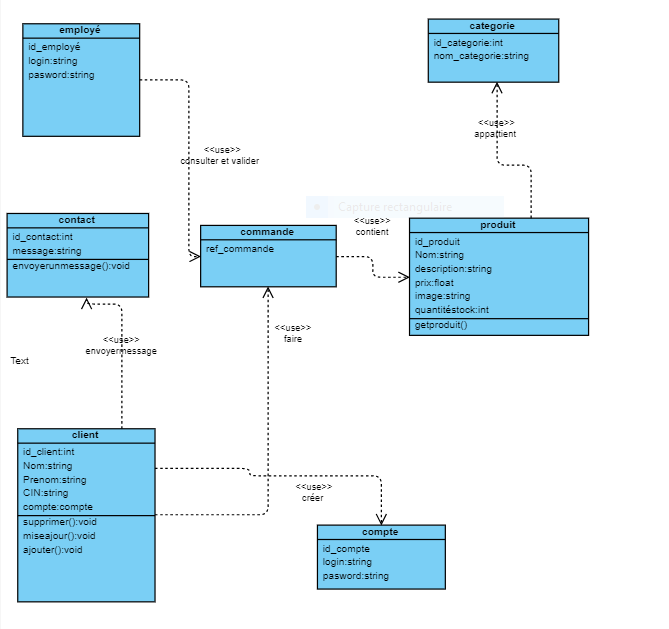 employé
id_employé
login:string
pasword:string
categorie
id_categorie:int
nom_categorie:string
<<use>>
consulter et valider
<<use>>
appartient
Capture rectangulaire
contact
id_contact:int
message:string
envoyerunmessage():void
commande
ref_commande
<<use>>
contient
produit
id_produit
Nom:string
description:string
prix:float
image:string
quantitéstock:int
getproduit()
<<use>>
envoyermessage
<<use>>
faire
Text
client
id_client:int
Nom:string
Prenom:string
CIN:string
compte:compte
supprimer():void
miseajour():void
ajouter():void
<<use>>
créer
compte
id_compte
login:string
pasword:string